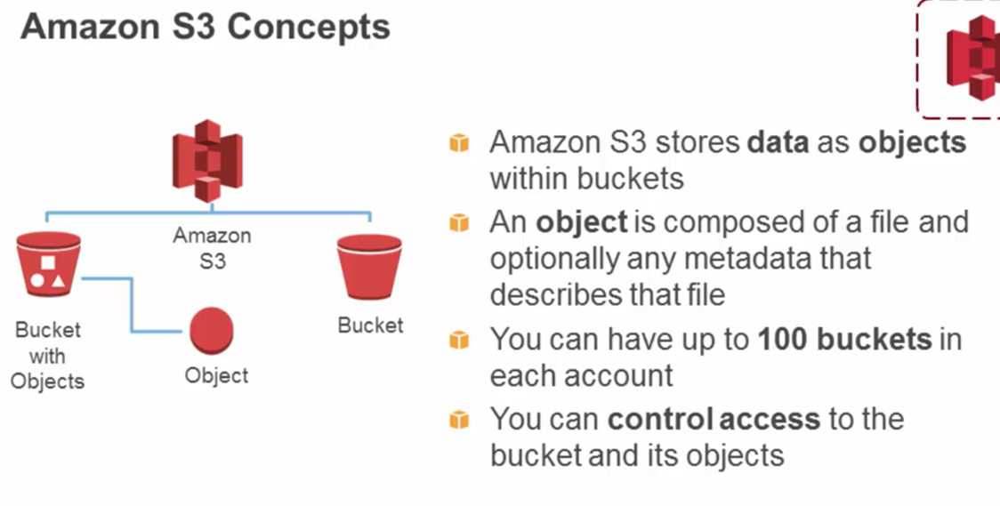 Amazon S3 Concepts
Amazon
S3
Bucket
with
Objects
Object
Bucket
Amazon S3 stores data as objects
within buckets
An object is composed of a file and
optionally any metadata that
describes that file
You can have up to 100 buckets in
each account
You can control access to the
bucket and its objects